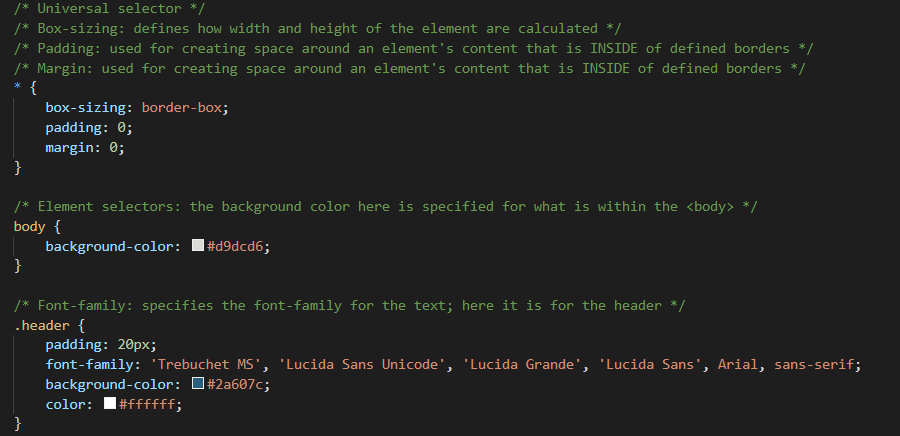 /* Universal selector */
/* Box-sizing: defines how width and height of the element are calculated */
/* Padding: used for creating space around an element's content that is INSIDE of defined borders */
/* Margin: used for creating space around an element's content that is INSIDE of defined borders */
* {
    box-sizing: border-box;
    padding: 0;
    margin: 0;
}

/* Element selectors: the background color here is specified for what is within the <body> */
body {
    background-color: #d9dcd6;
}

/* Font-family: specifies the font-family for the text; here it is for the header */
.header {
    padding: 20px;
    font-family: 'Trebuchet MS', 'Lucida Sans Unicode', 'Lucida Grande', 'Lucida Sans', Arial, sans-serif;
    background-color: #2a607c;
    color: #ffffff;
}